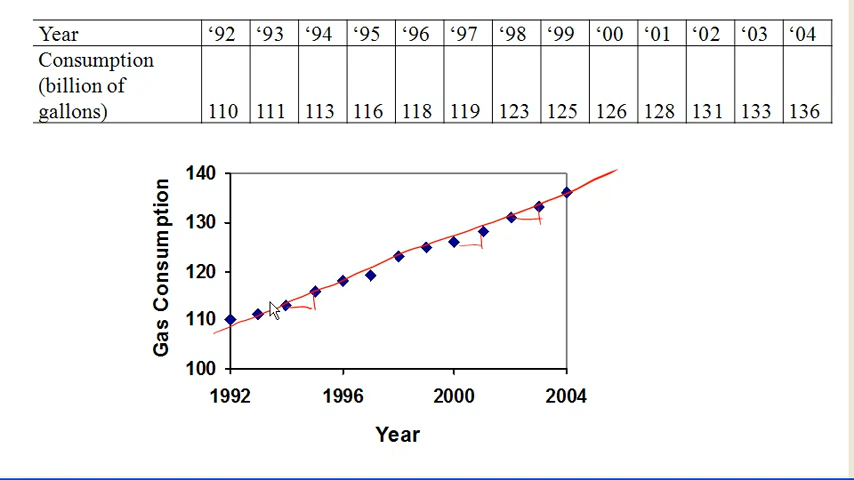 Year ‘92 ‘93 ‘94 ‘95 ‘96 ‘97 ‘98 ‘99 ‘00 ‘01 ‘02 ‘03 ‘04
Consumption
(billion of
gallons) 110 111 113 116 118 119 123 125 126 128 131 133 136
140
130
120
110
100
Gas Consumption
1992 1996 2000 2004
Year